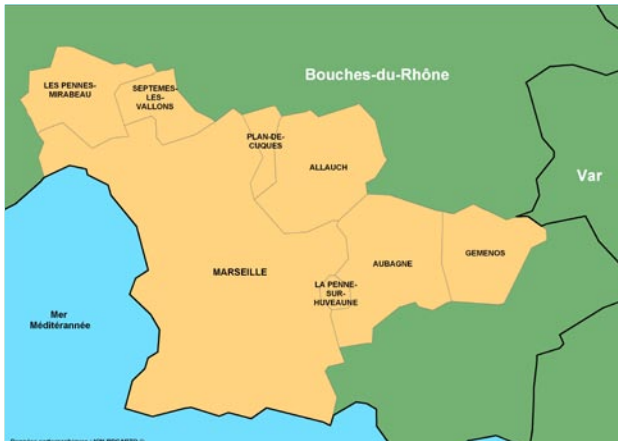 Bouches-du-Rhône
LES PENNES-
MIRABEAU
SEPTEMES-
LES-
VALLONS
PLAN-DE-
CUQUES
ALLAUCH
Var
GEMENOS
AUBAGNE
MARSEILLE
LA PENNE-
SUR-
HUVEAUNE
Mer
Méditérannée